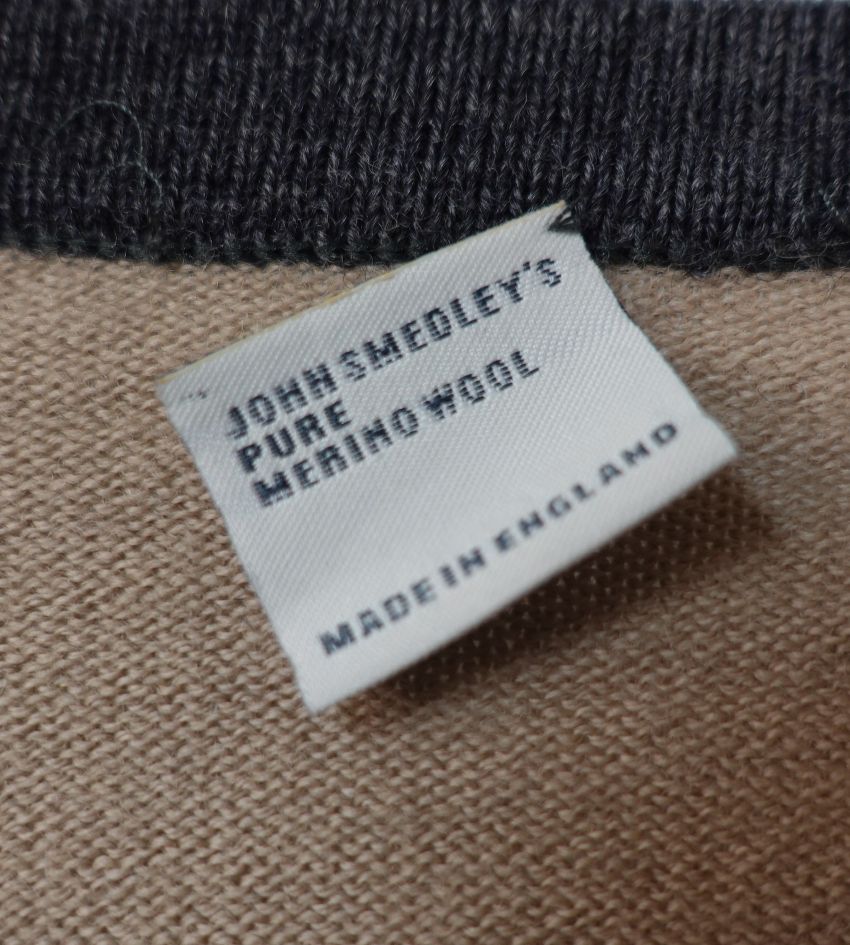 JOHN SMEDLEY'S
PURE
MERINO WOOL
MADE IN ENGLAND